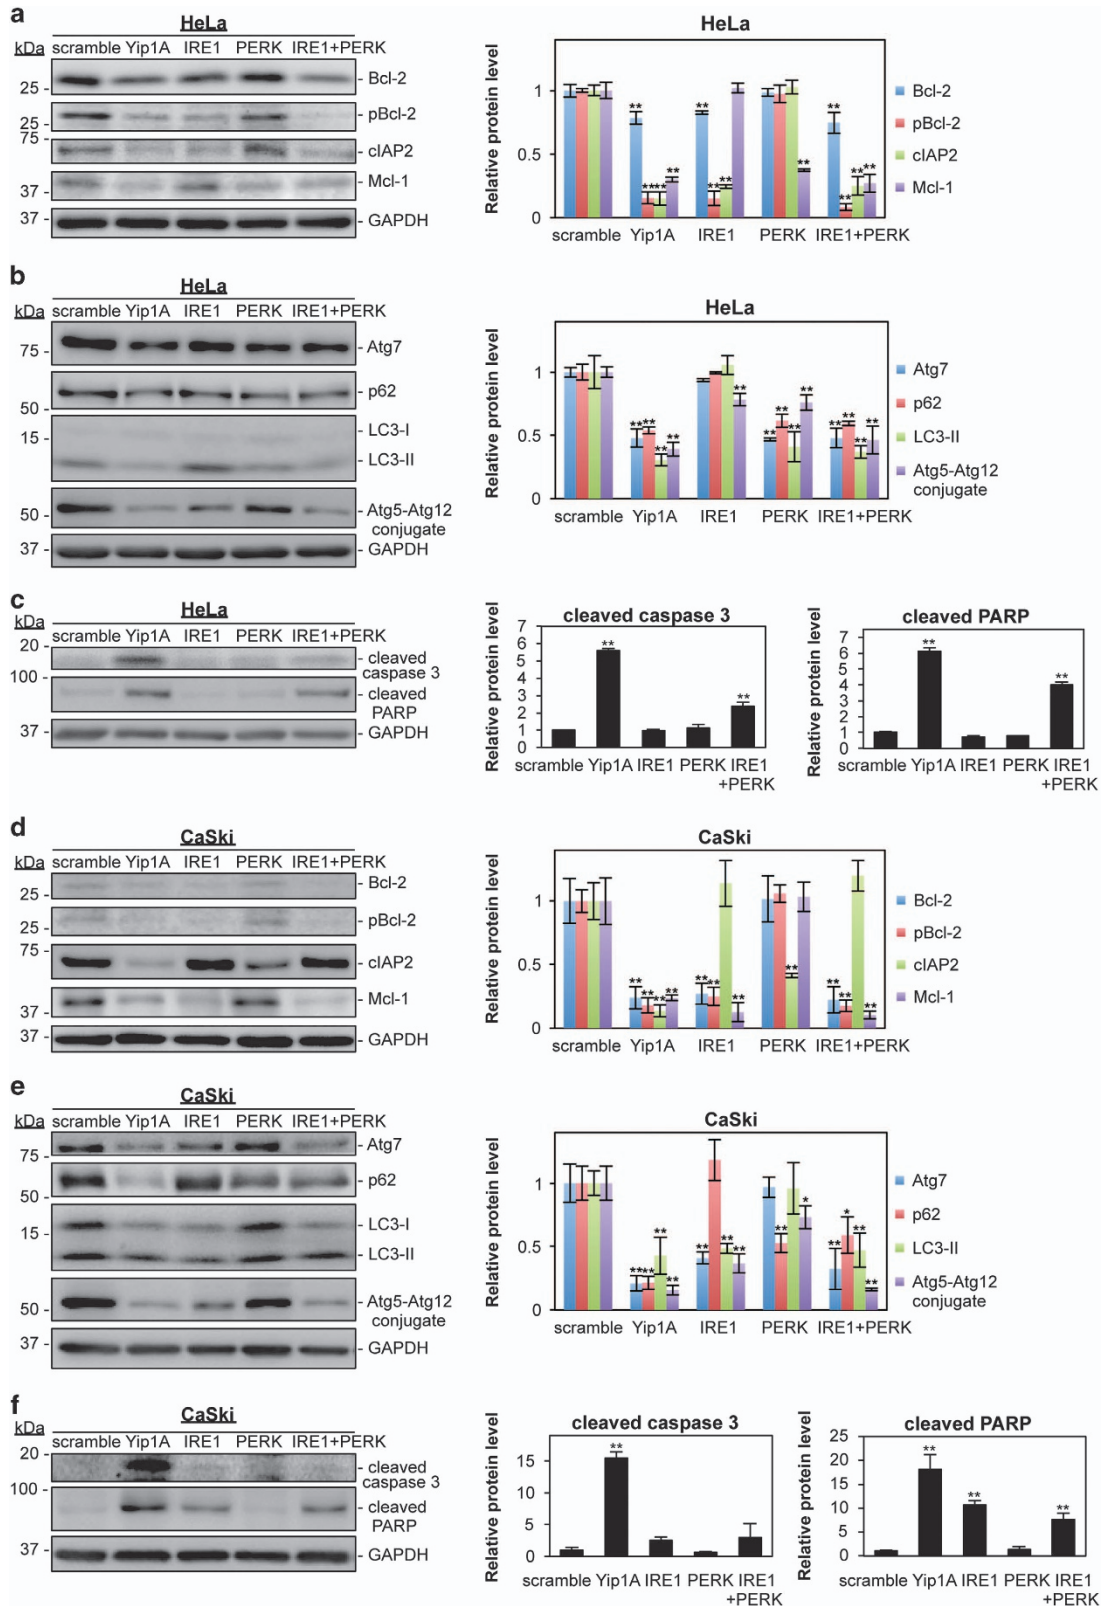 a
HeLa
kDa scramble Yip1A IRE1 PERK IRE1+PERK
25 - - Bcl-2
25 - - pBcl-2
75 -
- cIAP2
37 - - Mcl-1
37 - - GAPDH
HeLa
Relative protein level
1
0.5
0
** ** ** ** ** ** ** ** ** ** ** ** **
scramble Yip1A IRE1 PERK IRE1+PERK
Bcl-2
pBcl-2
cIAP2
Mcl-1
b
HeLa
kDa scramble Yip1A IRE1 PERK IRE1+PERK
75 - - Atg7
- p62
50 -
15 - LC3-I
LC3-II
50 - - Atg5-Atg12
conjugate
37 - - GAPDH
HeLa
Relative protein level
1
0.5
0
** ** ** ** ** ** ** ** ** ** ** ** **
scramble Yip1A IRE1 PERK IRE1+PERK
Atg7
p62
LC3-II
Atg5-Atg12
conjugate
c
HeLa
kDa scramble Yip1A IRE1 PERK IRE1+PERK
20 -
- cleaved
caspase 3
100 -
- cleaved
PARP
37 - - GAPDH
cleaved caspase 3
Relative protein level
7
6
5
4
3
2
1
0
** **
scramble Yip1A IRE1 PERK IRE1
+PERK
cleaved PARP
Relative protein level
7
6
5
4
3
2
1
0
** **
scramble Yip1A IRE1 PERK IRE1
+PERK
d
CaSki
kDa scramble Yip1A IRE1 PERK IRE1+PERK
25 - - Bcl-2
25 - - pBcl-2
75 -
- cIAP2
37 - - Mcl-1
37 - - GAPDH
CaSki
Relative protein level
1
0.5
0
** ** ** ** ** ** ** ** ** ** **
scramble Yip1A IRE1 PERK IRE1+PERK
Bcl-2
pBcl-2
cIAP2
Mcl-1
e
CaSki
kDa scramble Yip1A IRE1 PERK IRE1+PERK
75 - - Atg7
50 - - p62
15 - - LC3-I
LC3-II
50 - - Atg5-Atg12
conjugate
37 - - GAPDH
CaSki
Relative protein level
1
0.5
0
** ** ** ** ** ** ** ** * ** * ** **
scramble Yip1A IRE1 PERK IRE1+PERK
Atg7
p62
LC3-II
Atg5-Atg12
conjugate
f
CaSki
kDa scramble Yip1A IRE1 PERK IRE1+PERK
20 -
- cleaved
caspase 3
100 -
- cleaved
PARP
37 - - GAPDH
cleaved caspase 3
Relative protein level
15
10
5
0
**
scramble Yip1A IRE1 PERK IRE1
+PERK
cleaved PARP
Relative protein level
25
20
15
10
5
0
** ** **
scramble Yip1A IRE1 PERK IRE1
+PERK